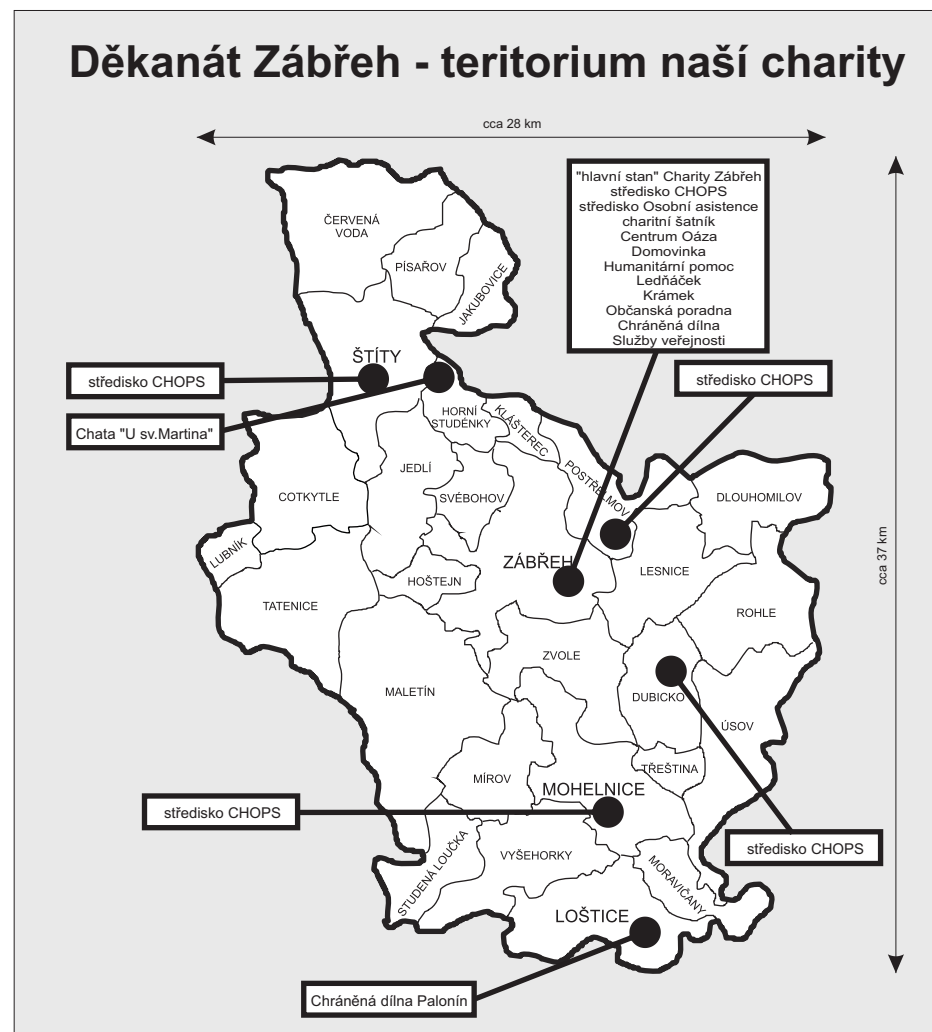 Děkanát Zábřeh - teritorium naší charity
cca 28 km
"hlavní stan" Charity Zábřeh
středisko CHOPS
středisko Osobní asistence
charitní šatník
Centrum Oáza
Domovinka
Humanitární pomoc
Ledňáček
Krámek
Občanská poradna
Chráněná dílna
Služby veřejnosti
ČERVENÁ
VODA
PÍSAŘOV
JAKUBOVICE
ŠTÍTY
středisko CHOPS
středisko CHOPS
Chata "U sv.Martina"
HORNÍ
STUDÉNKY
KLÁŠTEREC
JEDLÍ
POSTŘELMOV
DLOUHOMILOV
COTKYTLE
SVÉBOHOV
cca 37 km
LUBNÍK
ZÁBŘEH
LESNICE
HOŠTEJN
TATENICE
ROHLE
ZVOLE
MALETÍN
DUBICKO
ÚSOV
TŘEŠTINA
MÍROV
MOHELNICE
středisko CHOPS
středisko CHOPS
STUDENÁ LOUČKA
VYŠEHORKY
MORAVIČANY
LOŠTICE
Chráněná dílna Palonín